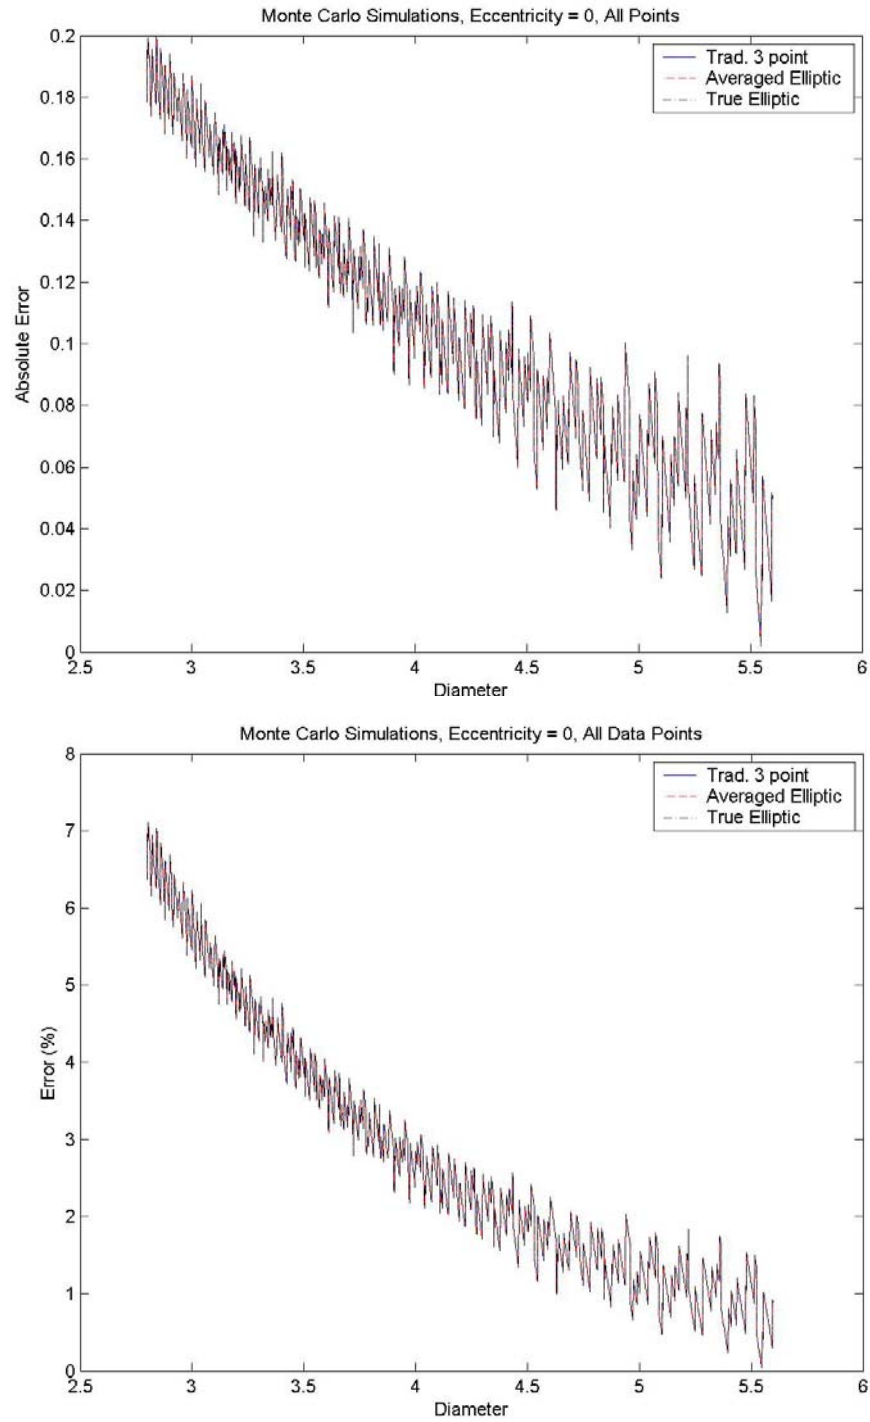 Monte Carlo Simulations, Eccentricity = 0, All Points
0.2
0.18
0.16
0.14
0.12
0.1
0.08
0.06
0.04
0.02
0
Absolute Error
Trad. 3 point
Averaged Elliptic
True Elliptic
2.5 3 3.5 4 4.5 5 5.5 6
Diameter
Monte Carlo Simulations, Eccentricity = 0, All Data Points
8
7
6
5
4
3
2
1
0
Error (%)
Trad. 3 point
Averaged Elliptic
True Elliptic
2.5 3 3.5 4 4.5 5 5.5 6
Diameter